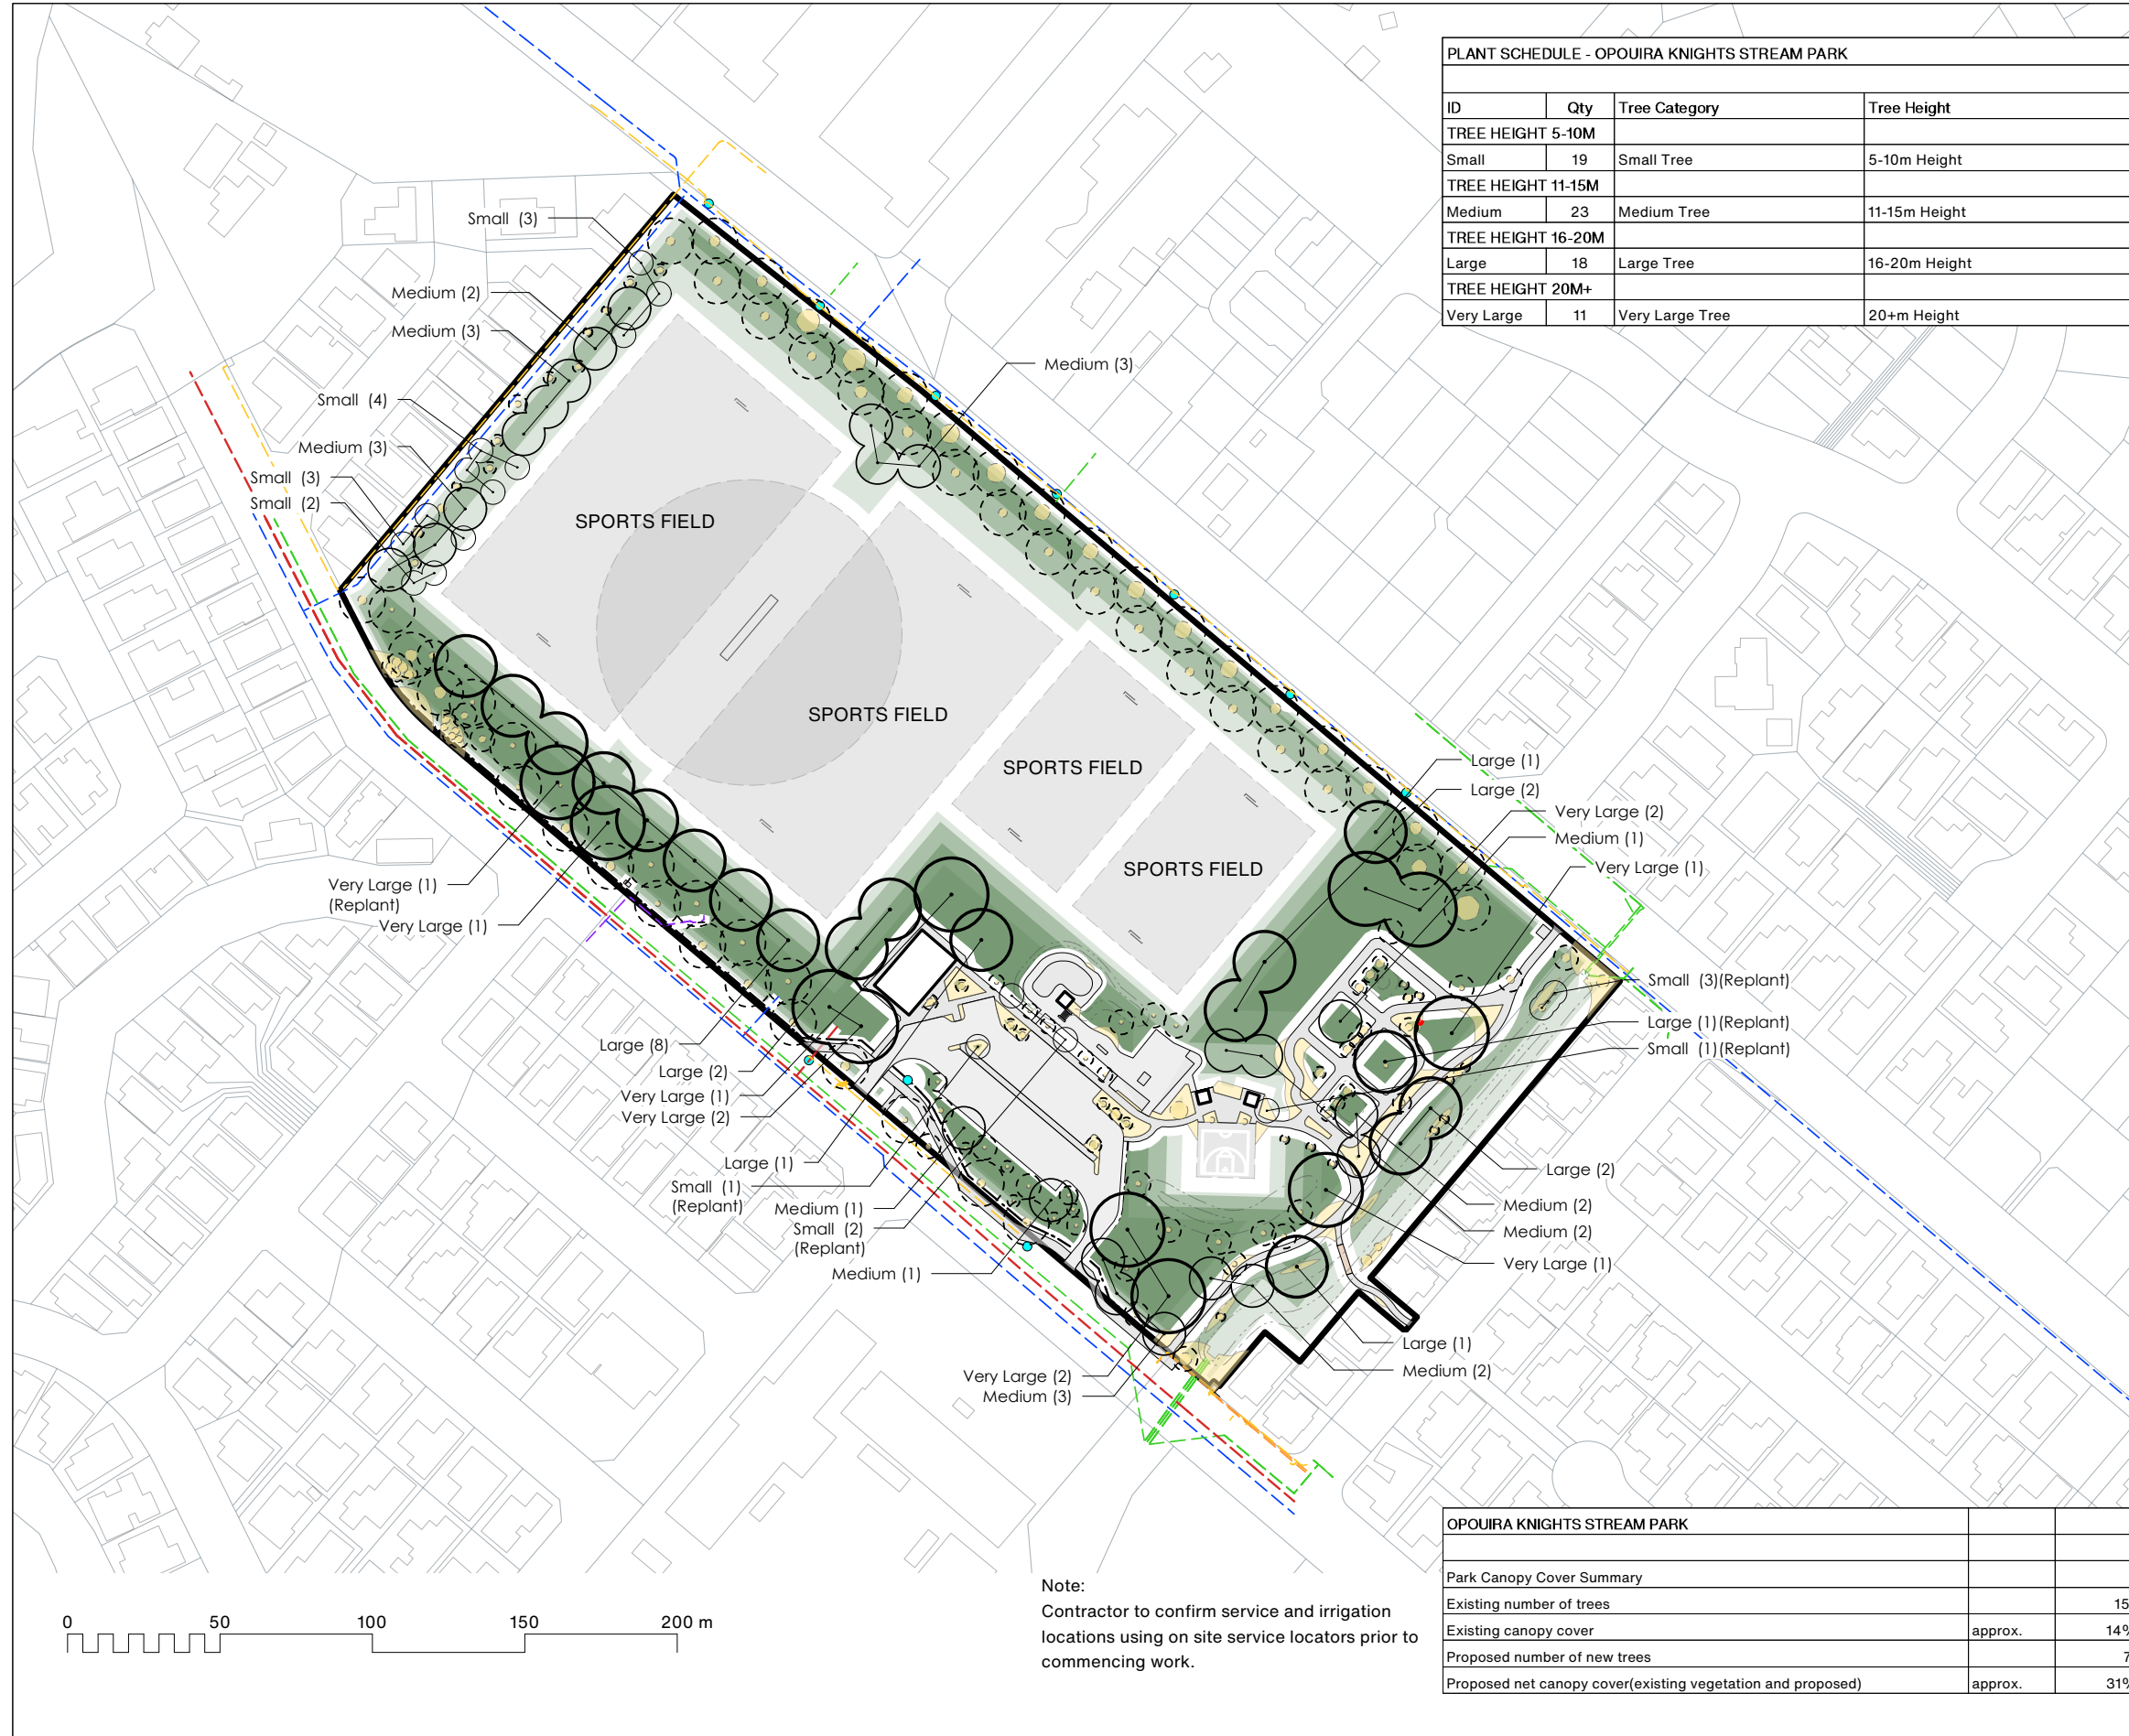 PLANT SCHEDULE - OPOUIRA KNIGHTS STREAM PARK
ID Qty Tree Category Tree Height
TREE HEIGHT 5-10M
Small 19 Small Tree 5-10m Height
TREE HEIGHT 11-15M
Medium 23 Medium Tree 11-15m Height
TREE HEIGHT 16-20M
Large 18 Large Tree 16-20m Height
TREE HEIGHT 20M+
Very Large 11 Very Large Tree 20+m Height
Small (3)
Medium (2)
Medium (3)
Small (4)
Medium (3)
Small (3)
Small (2)
Medium (3)
SPORTS FIELD
SPORTS FIELD
SPORTS FIELD
SPORTS FIELD
Large (1)
Large (2)
Very Large (2)
Medium (1)
Very Large (1)
Very Large (1)
(Replant)
Very Large (1)
Small (3)(Replant)
Large (1)(Replant)
Small (1)(Replant)
Large (8)
Large (2)
Very Large (1)
Very Large (2)
Large (1)
Small (1)
(Replant)
Medium (1)
Small (2)
(Replant)
Medium (1)
Large (2)
Medium (2)
Medium (2)
Very Large (1)
Large (1)
Medium (2)
Very Large (2)
Medium (3)
0 50 100 150 200 m
Note:
Contractor to confirm service and irrigation
locations using on site service locators prior to
commencing work.
OPOUIRA KNIGHTS STREAM PARK
Park Canopy Cover Summary
Existing number of trees
Existing canopy cover approx. 14%
Proposed number of new trees
Proposed net canopy cover(existing vegetation and proposed) approx. 31%